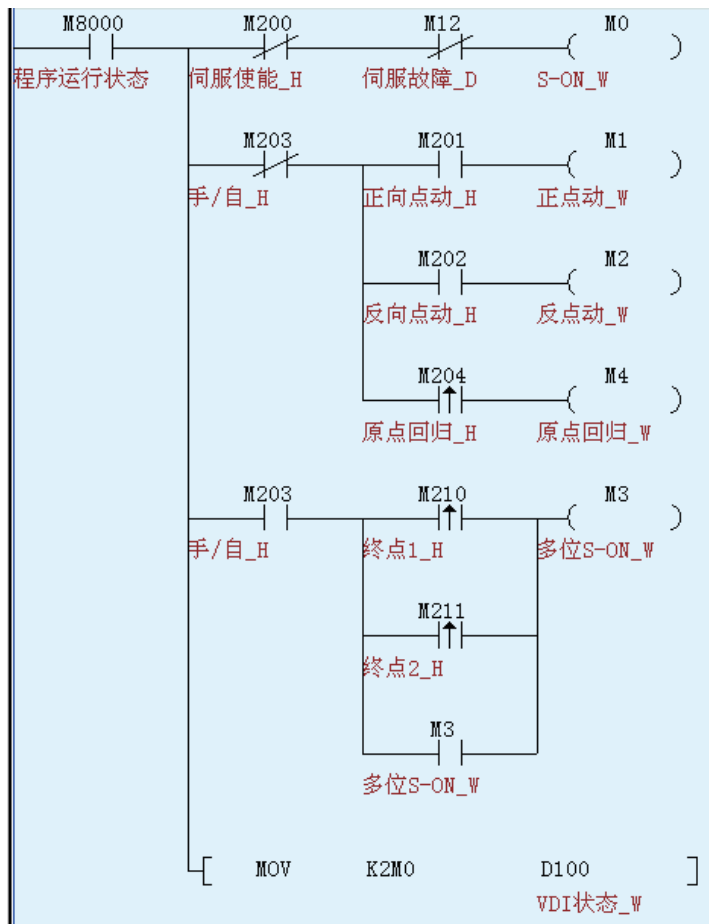 M8000 M200 M12 M0
程序运行状态 伺服使能_H 伺服故障_D S-ON_W
M203 M201 M1
手/自_H 正向点动_H 正点动_W
M202 M2
反向点动_H 反点动_W
M204 M4
原点回归_H 原点回归_W
M203 M210 M3
手/自_H 终点1_H 多位S-ON_W
M211
终点2_H
M3
多位S-ON_W
MOV K2M0 D100
VDI状态_W